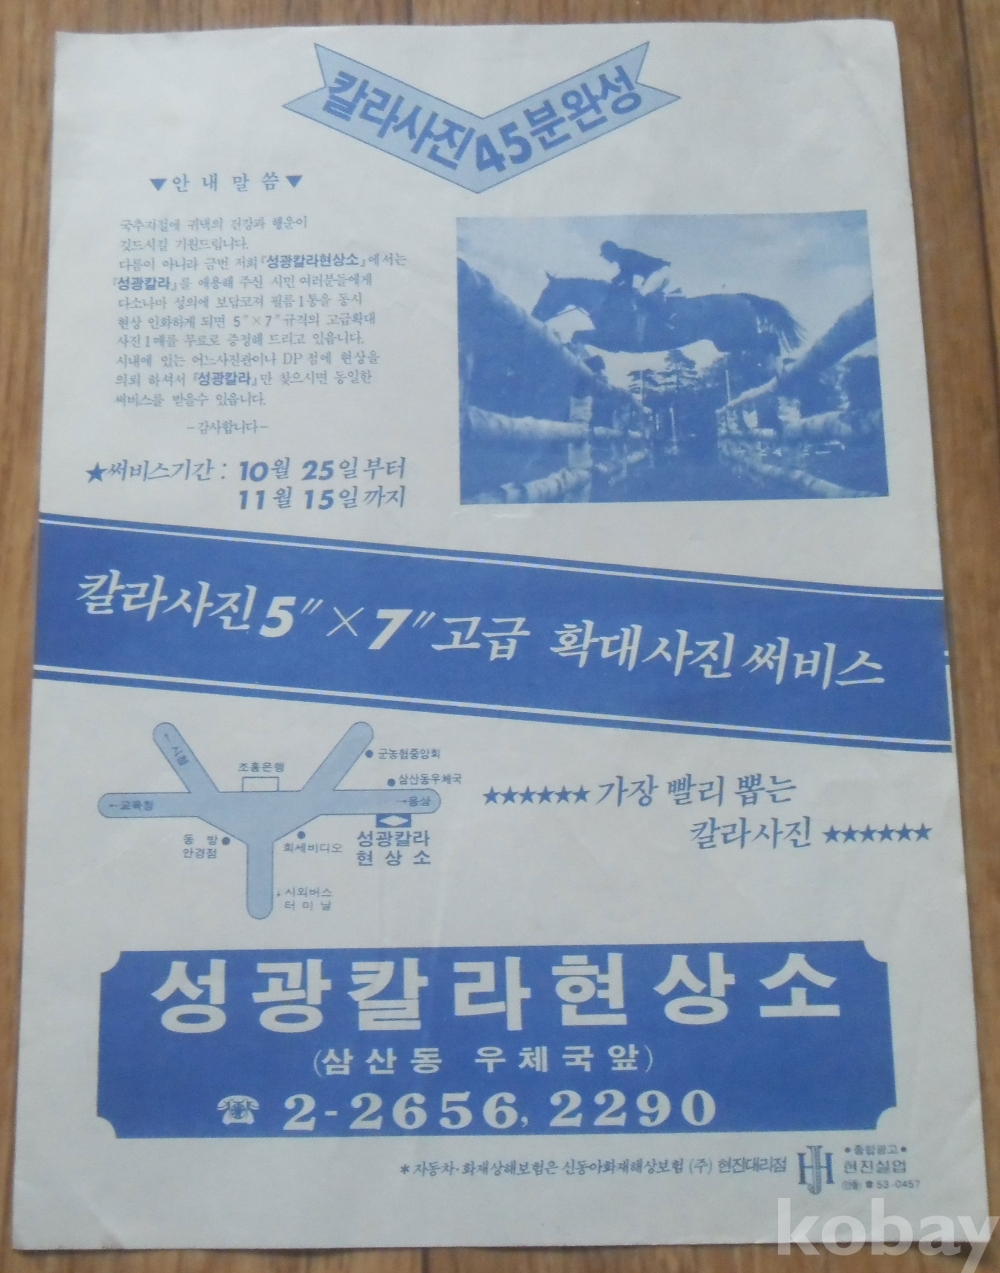 칼라사진 45분완성
▼안 내 말 씀▼
국추지절에 귀댁의 건강과 행운이
깃드시길 기원드립니다.
다름이 아니라 금번 저희『성광칼라현상소』에서는
『성광칼라』를 애용해 주신 시민 여러분들에게
다소나마 성의에 보답코져 필름 1통을 동시
현상 인화하게 되면 5″×7″ 규격의 고급확대
사진 1매를 무료로 증정해 드리고 있읍니다.
시내에 있는 어느사진관이나 DP점에 현상을
의뢰 하셔서『성광칼라』만 찾으시면 동일한
써비스를 받을수 있읍니다.
-감사합니다-
★써비스기간 : 10월 25일부터
11월 15일까지
칼라사진 5″×7″ 고급 확대사진 써비스
←시청
군농협중앙회
조흥은행
삼산동우체국
←교육청
→용상
동 방
안경점
희세비디오
성광칼라
현 상 소
시외버스
터 미 널
★★★★★★ 가장 빨리 뽑는
칼라사진 ★★★★★★
성광칼라현상소
(삼산동 우체국앞)
☎ 2-2656, 2290
*자동차·화재상해보험은 신동아화재해상보험 (주) 현진대리점
HJH
•종합광고•
현진실업
안동 ☎ 53-0457
kobay